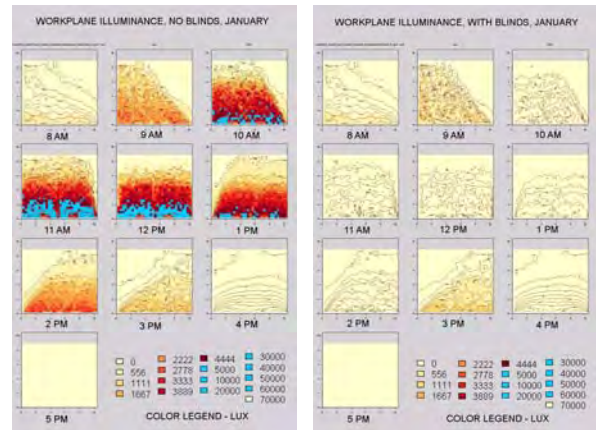 WORKPLANE ILLUMINANCE, NO BLINDS, JANUARY
8 AM
9 AM
10 AM
11 AM
12 PM
1 PM
2 PM
3 PM
4 PM
5 PM
0
556
1111
1667
2222
2778
3333
3889
4444
5000
10000
20000
30000
40000
50000
60000
70000
COLOR LEGEND - LUX
WORKPLANE ILLUMINANCE, WITH BLINDS, JANUARY
8 AM
9 AM
10 AM
11 AM
12 PM
1 PM
2 PM
3 PM
4 PM
5 PM
0
556
1111
1667
2222
2778
3333
3889
4444
5000
10000
20000
30000
40000
50000
60000
70000
COLOR LEGEND - LUX